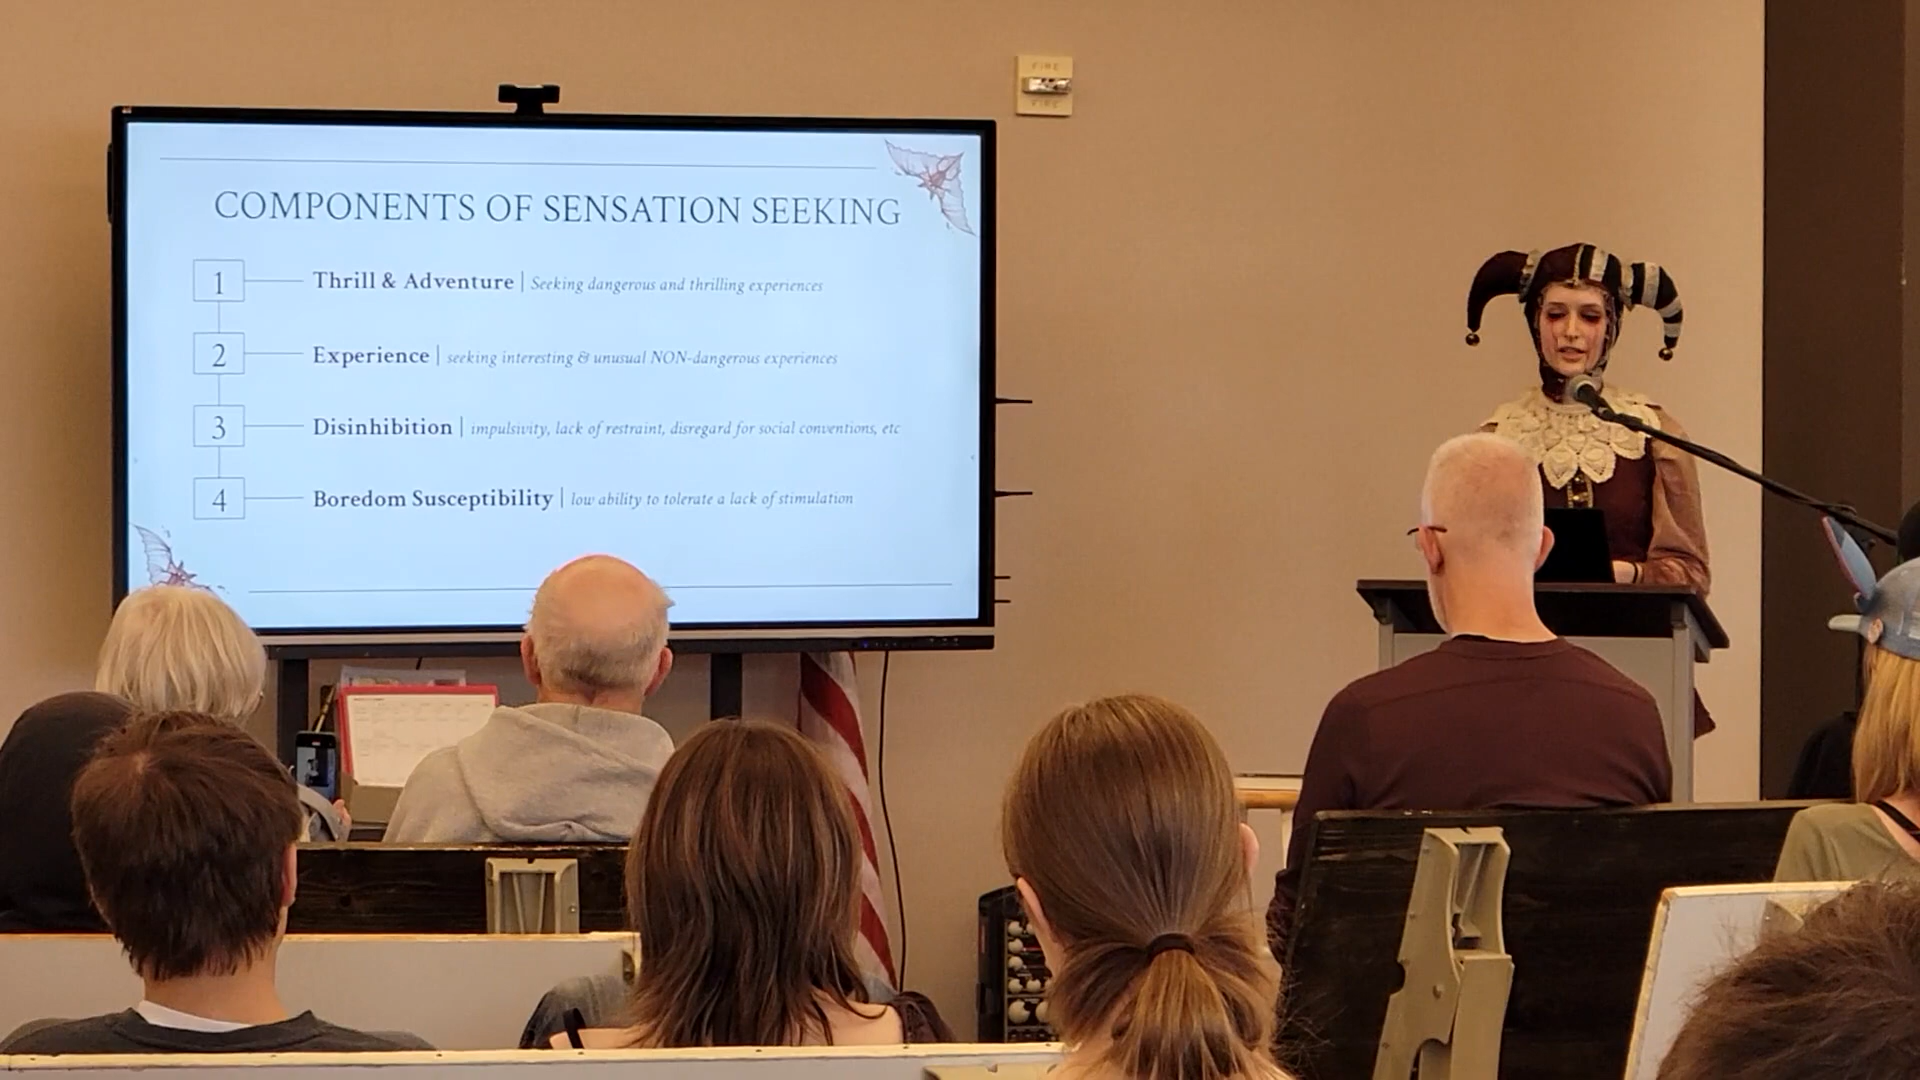 FIRE
FIRE
COMPONENTS OF SENSATION SEEKING
1 Thrill & Adventure | Seeking dangerous and thrilling experiences
2 Experience | seeking interesting & unusual NON-dangerous experiences
3 Disinhibition | impulsivity, lack of restraint, disregard for social conventions, etc
4 Boredom Susceptibility | low ability to tolerate a lack of stimulation